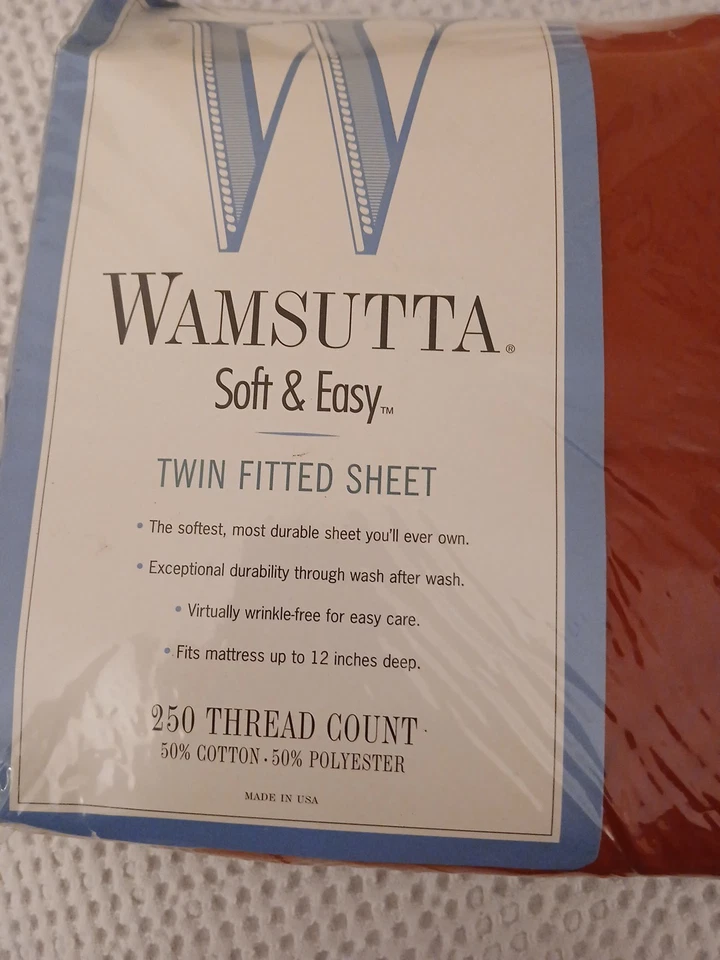 W
WAMSUTTA®
Soft & Easy™
TWIN FITTED SHEET
• The softest, most durable sheet you'll ever own.
• Exceptional durability through wash after wash.
• Virtually wrinkle-free for easy care.
• Fits mattress up to 12 inches deep.
250 THREAD COUNT
50% COTTON • 50% POLYESTER
MADE IN USA